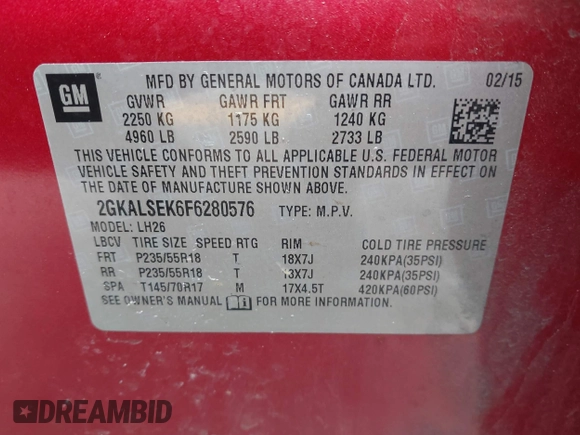 GM
MFD BY GENERAL MOTORS OF CANADA LTD. 02/15
GVWR GAWR FRT GAWR RR
2250 KG 1175 KG 1240 KG
4960 LB 2590 LB 2733 LB
THIS VEHICLE CONFORMS TO ALL APPLICABLE U.S. FEDERAL MOTOR
VEHICLE SAFETY AND THEFT PREVENTION STANDARDS IN EFFECT ON
THE DATE OF MANUFACTURE SHOWN ABOVE.
2GKALSEK6F6280576 TYPE: M.P.V.
MODEL: LH26
LBCV TIRE SIZE SPEED RTG RIM COLD TIRE PRESSURE
FRT P235/55R18 T 18X7J 240KPA(35PSI)
RR P235/55R18 T 18X7J 240KPA(35PSI)
SPA T145/70R17 M 17X4.5T 420KPA(60PSI)
SEE OWNER'S MANUAL FOR MORE INFORMATION.
DREAMBID